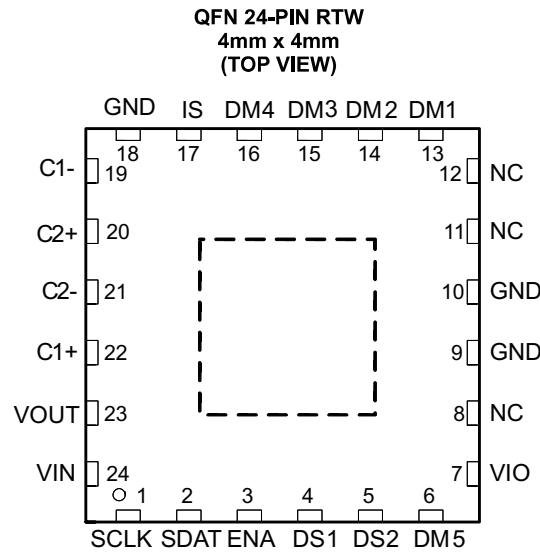 QFN 24-PIN RTW
4mm x 4mm
(TOP VIEW)
GND IS DM4 DM3 DM2 DM1
18 17 16 15 14 13
C1- 19 12 NC
C2+ 20 11 NC
C2- 21 10 GND
C1+ 22 9 GND
VOUT 23 8 NC
VIN 24 7 VIO
1 2 3 4 5 6
SCLK SDAT ENA DS1 DS2 DM5